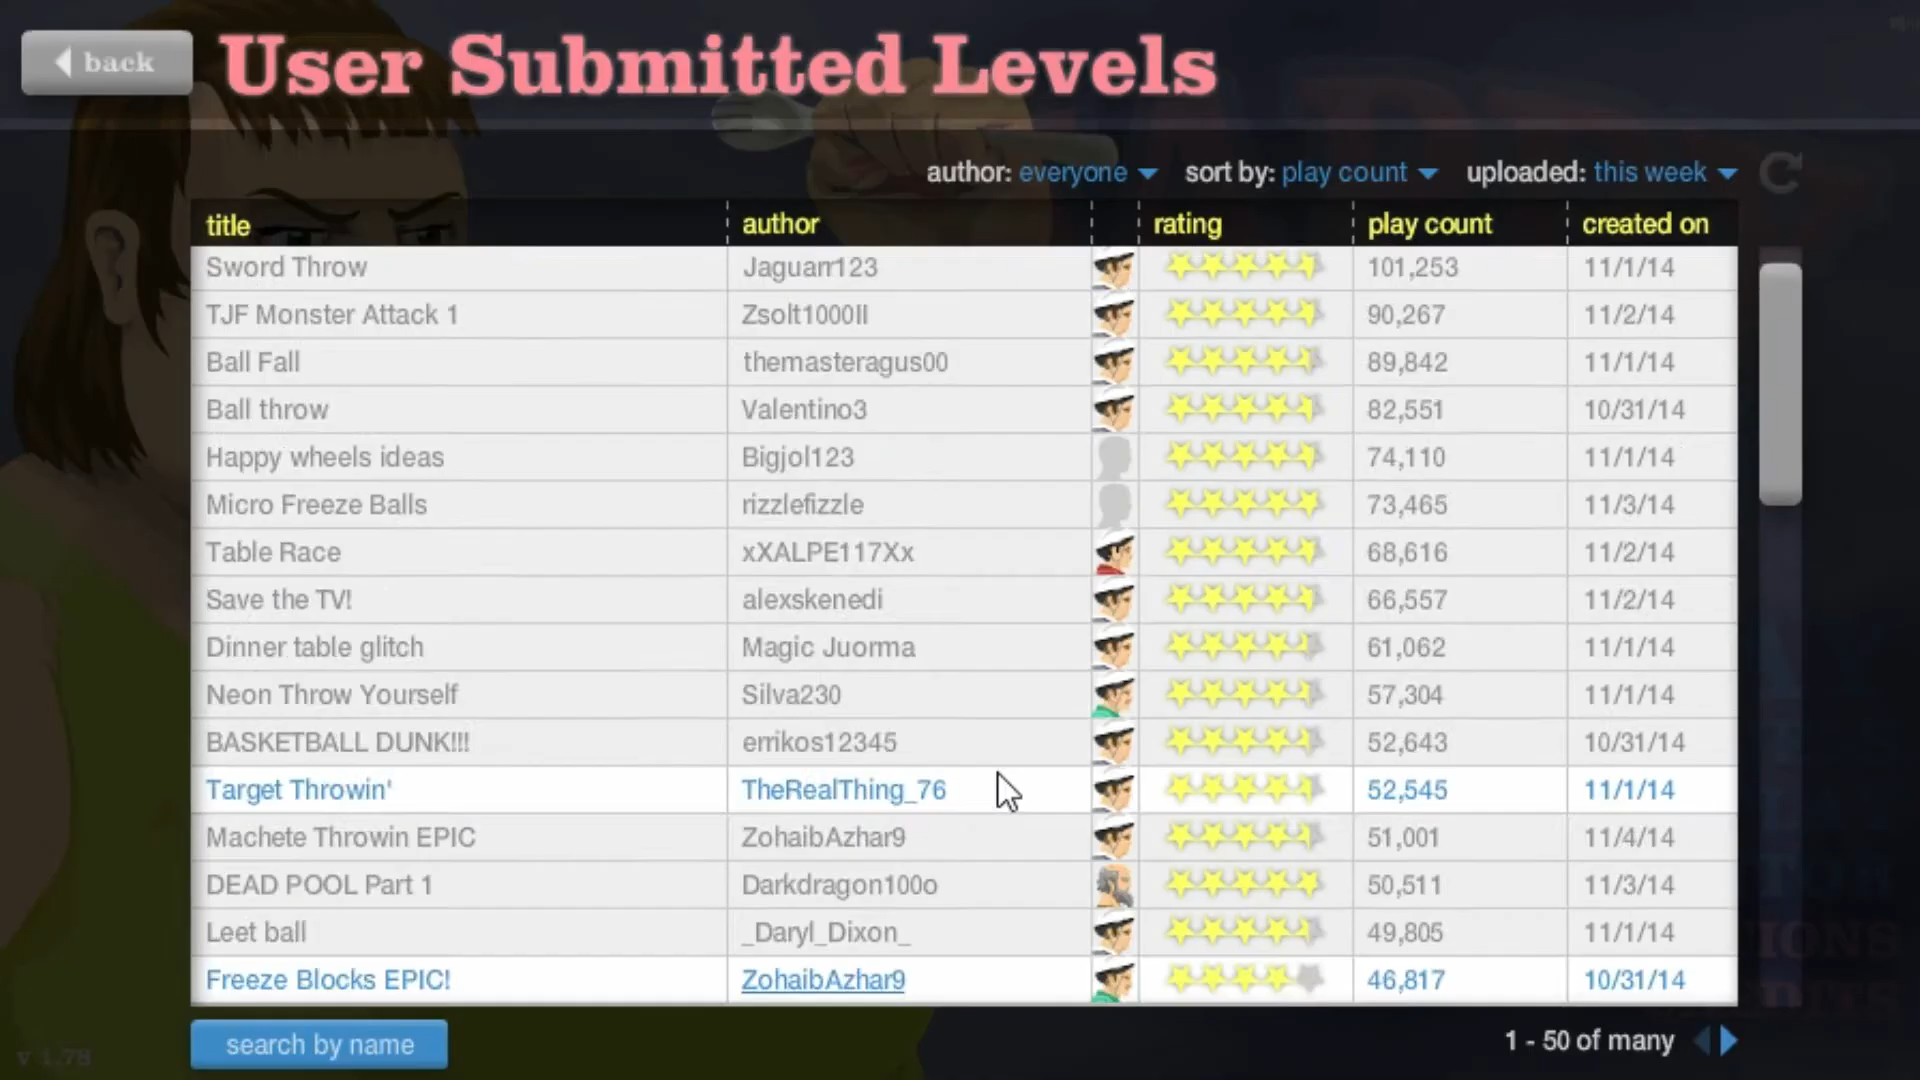 back
User Submitted Levels
author: everyone sort by: play count uploaded: this week
title author rating play count created on
Sword Throw Jaguarr123 101,253 11/1/14
TJF Monster Attack 1 Zsolt1000II 90,267 11/2/14
Ball Fall themasteragus00 89,842 11/1/14
Ball throw Valentino3 82,551 10/31/14
Happy wheels ideas Bigjol123 74,110 11/1/14
Micro Freeze Balls rizzlefizzle 73,465 11/3/14
Table Race xXALPE117Xx 68,616 11/2/14
Save the TV! alexskenedi 66,557 11/2/14
Dinner table glitch Magic Juorma 61,062 11/1/14
Neon Throw Yourself Silva230 57,304 11/1/14
BASKETBALL DUNK!!! errikos12345 52,643 10/31/14
Target Throwin' TheRealThing_76 52,545 11/1/14
Machete Throwin EPIC ZohaibAzhar9 51,001 11/4/14
DEAD POOL Part 1 Darkdragon100o 50,511 11/3/14
Leet ball _Daryl_Dixon_ 49,805 11/1/14
Freeze Blocks EPIC! ZohaibAzhar9 46,817 10/31/14
search by name 1 - 50 of many
v 1.78